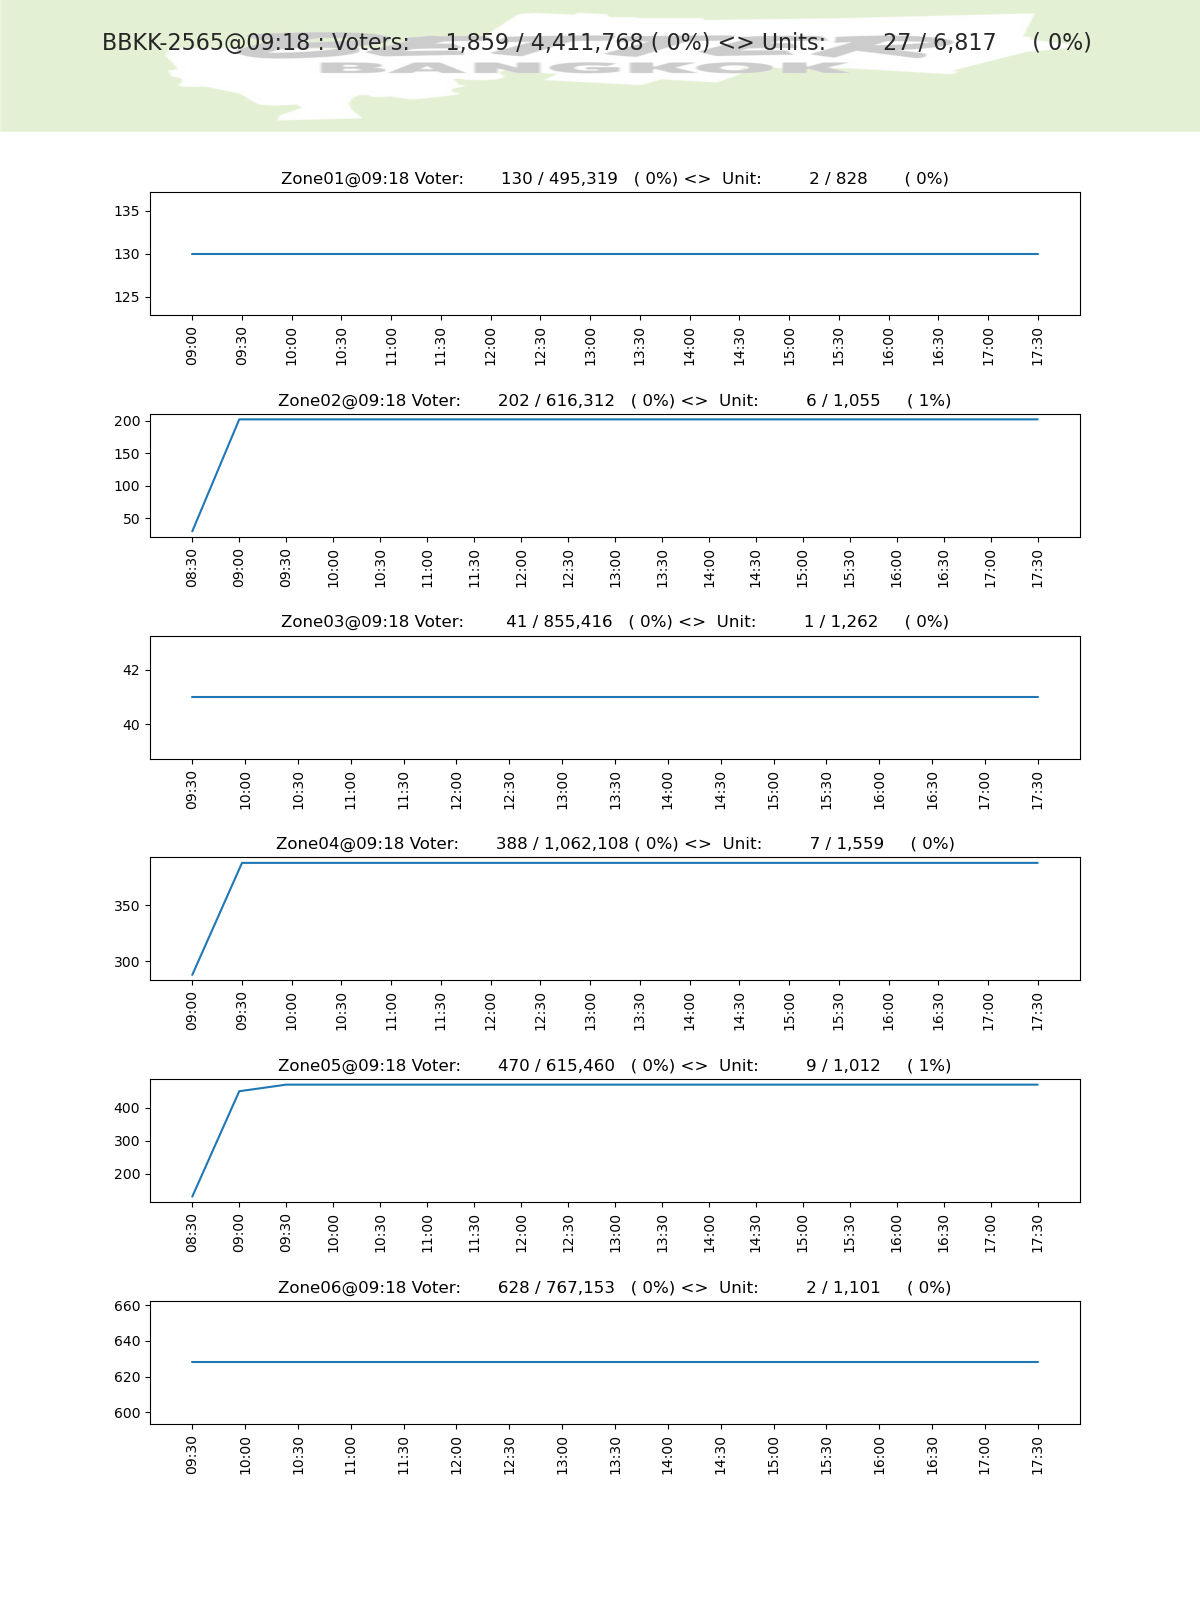 BBKK-2565@09:18 : Voters: 1,859 / 4,411,768 ( 0%) <> Units: 27 / 6,817 ( 0%)
BANGKOK
Zone01@09:18 Voter: 130 / 495,319 ( 0%) <> Unit: 2 / 828 ( 0%)
135
130
125
09:00 09:30 10:00 10:30 11:00 11:30 12:00 12:30 13:00 13:30 14:00 14:30 15:00 15:30 16:00 16:30 17:00 17:30
Zone02@09:18 Voter: 202 / 616,312 ( 0%) <> Unit: 6 / 1,055 ( 1%)
200
150
100
50
08:30 09:00 09:30 10:00 10:30 11:00 11:30 12:00 12:30 13:00 13:30 14:00 14:30 15:00 15:30 16:00 16:30 17:00 17:30
Zone03@09:18 Voter: 41 / 855,416 ( 0%) <> Unit: 1 / 1,262 ( 0%)
42
40
09:30 10:00 10:30 11:00 11:30 12:00 12:30 13:00 13:30 14:00 14:30 15:00 15:30 16:00 16:30 17:00 17:30
Zone04@09:18 Voter: 388 / 1,062,108 ( 0%) <> Unit: 7 / 1,559 ( 0%)
350
300
09:00 09:30 10:00 10:30 11:00 11:30 12:00 12:30 13:00 13:30 14:00 14:30 15:00 15:30 16:00 16:30 17:00 17:30
Zone05@09:18 Voter: 470 / 615,460 ( 0%) <> Unit: 9 / 1,012 ( 1%)
400
300
200
08:30 09:00 09:30 10:00 10:30 11:00 11:30 12:00 12:30 13:00 13:30 14:00 14:30 15:00 15:30 16:00 16:30 17:00 17:30
Zone06@09:18 Voter: 628 / 767,153 ( 0%) <> Unit: 2 / 1,101 ( 0%)
660
640
620
600
09:30 10:00 10:30 11:00 11:30 12:00 12:30 13:00 13:30 14:00 14:30 15:00 15:30 16:00 16:30 17:00 17:30